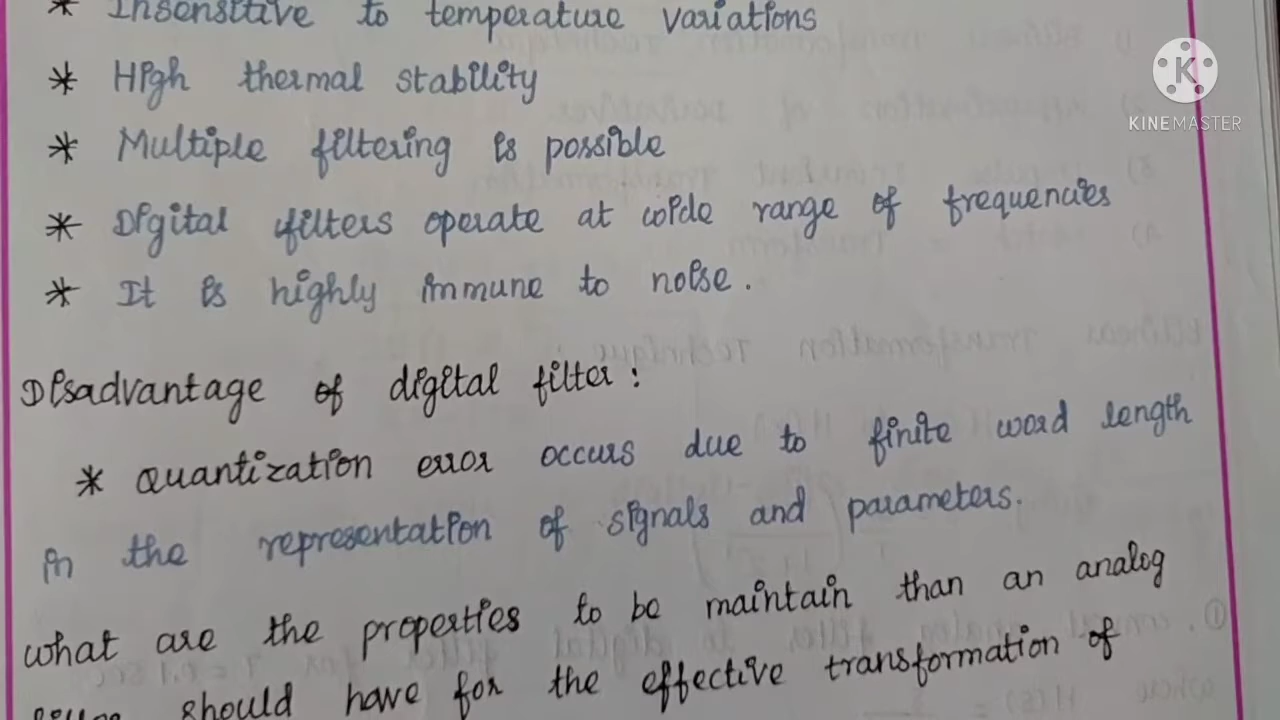 * Insensitive to temperature variations
* High thermal stability
* Multiple filtering is possible
* Digital filters operate at wide range of frequencies
* It is highly immune to noise.
Disadvantage of digital filter:
* Quantization error occurs due to finite word length
in the representation of signals and parameters.
what are the properties to be maintain than an analog
should have for the effective transformation of
KINEMASTER